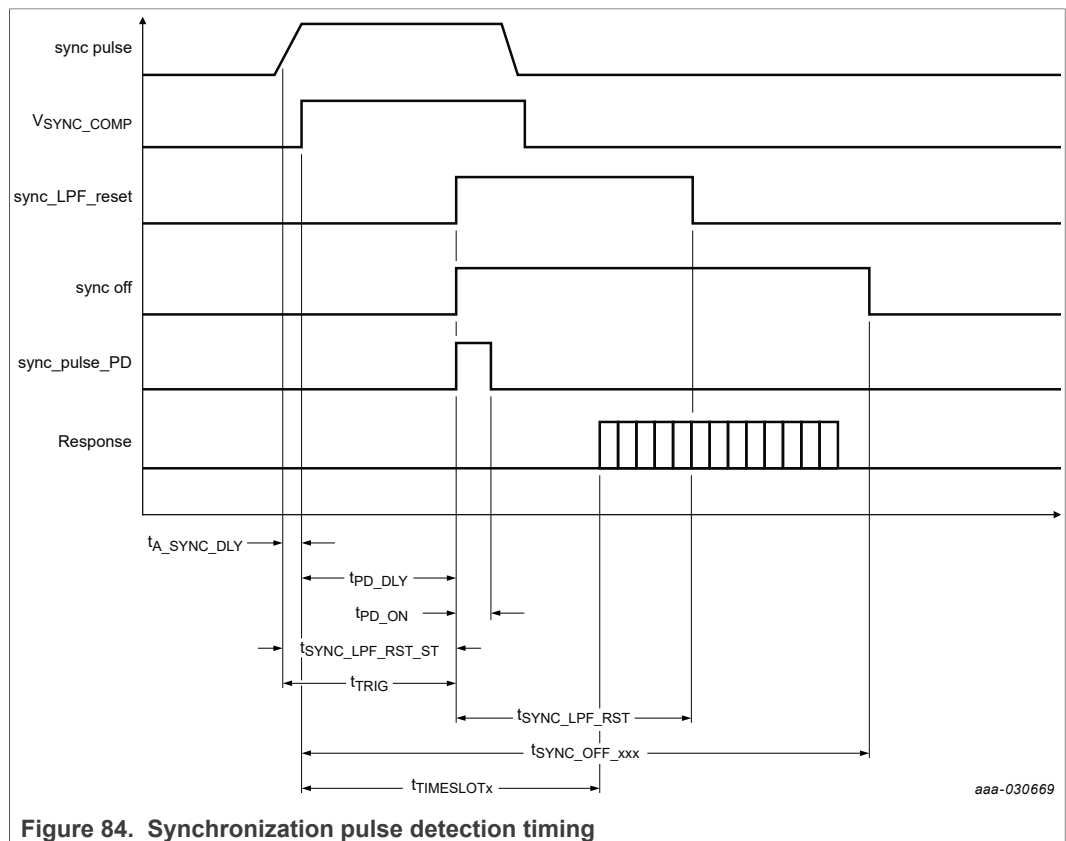 sync pulse
VSYNC_COMP
sync_LPF_reset
sync off
sync_pulse_PD
Response
tA_SYNC_DLY
tPD_DLY
tPD_ON
tSYNC_LPF_RST_ST
tTRIG
tSYNC_LPF_RST
tSYNC_OFF_xxx
tTIMESLOTx
aaa-030669
Figure 84. Synchronization pulse detection timing